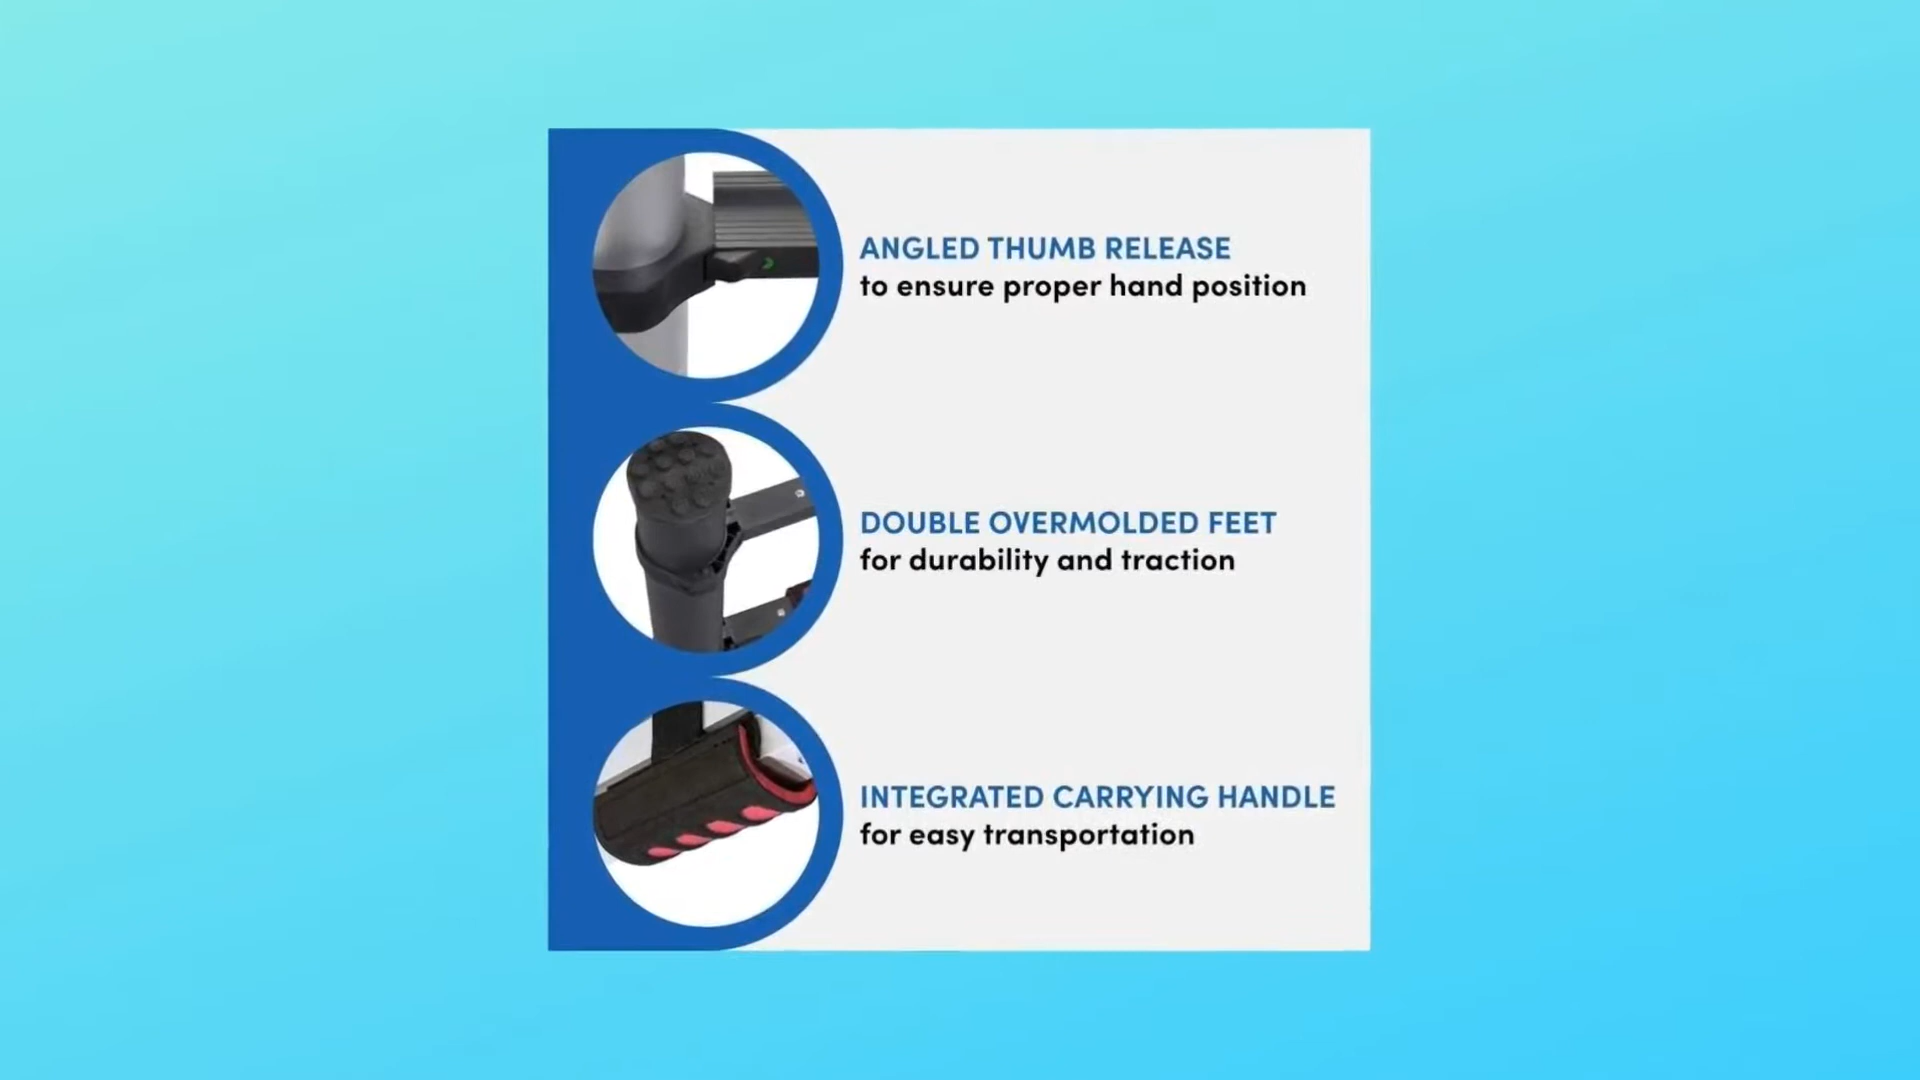 ANGLED THUMB RELEASE
to ensure proper hand position
DOUBLE OVERMOLDED FEET
for durability and traction
INTEGRATED CARRYING HANDLE
for easy transportation